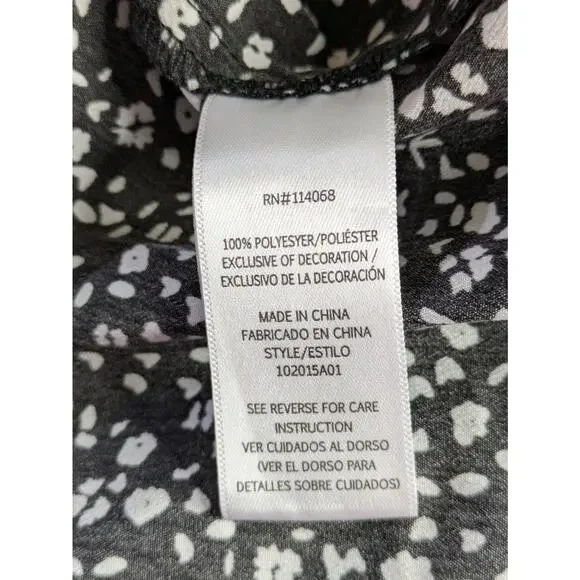 RN#114068
100% POLYESYER/POLIÉSTER
EXCLUSIVE OF DECORATION /
EXCLUSIVO DE LA DECORACIÓN
MADE IN CHINA
FABRICADO EN CHINA
STYLE/ESTILO
102015A01
SEE REVERSE FOR CARE
INSTRUCTION
VER CUIDADOS AL DORSO
(VER EL DORSO PARA
DETALLES SOBRE CUIDADOS)